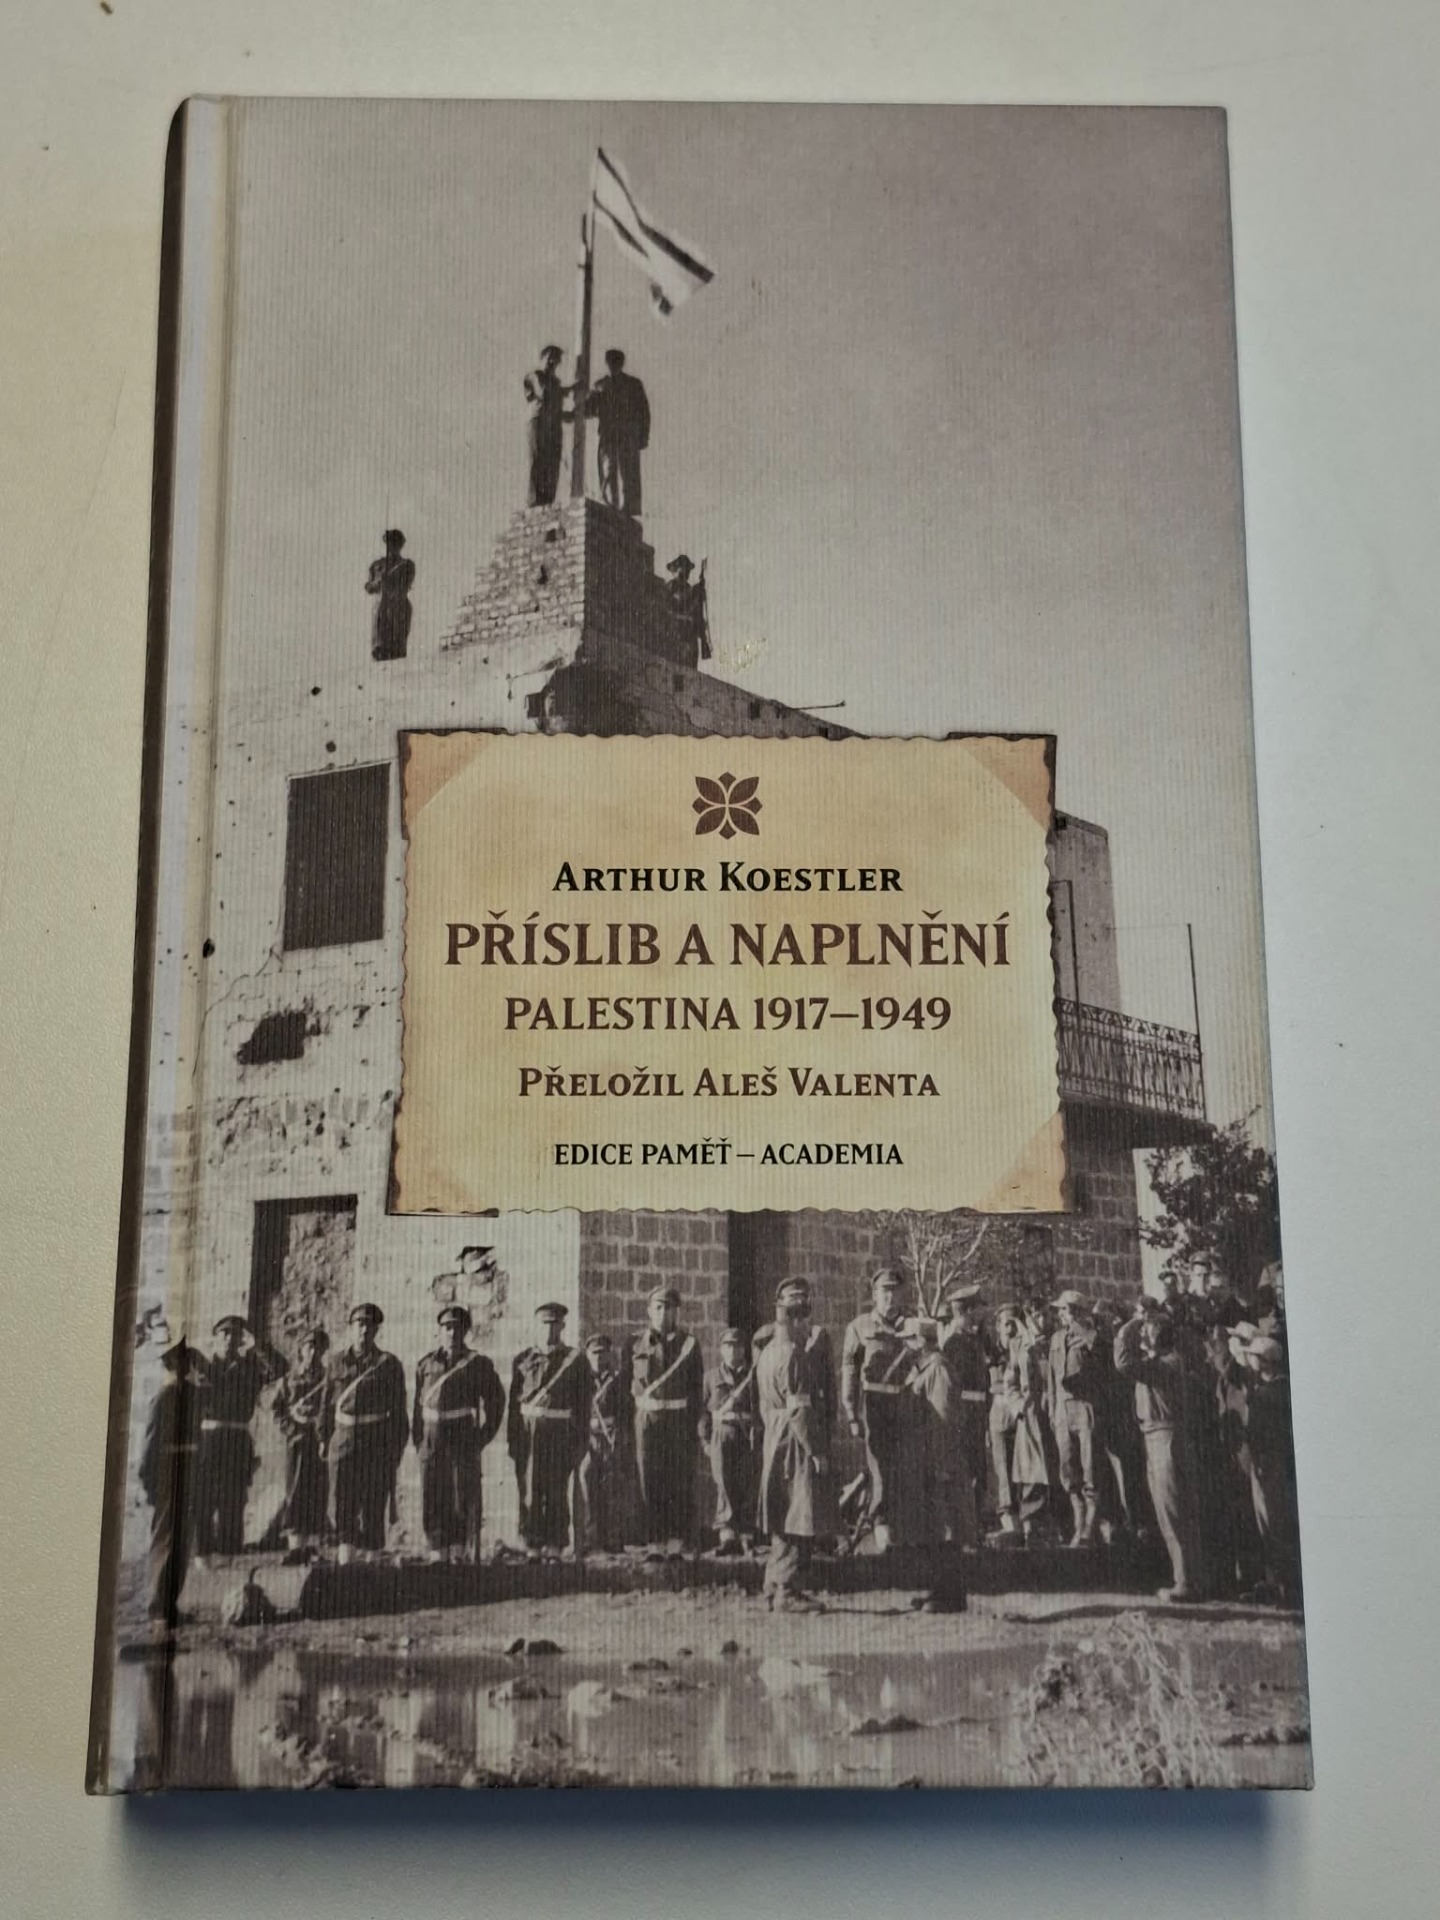 Arthur Koestler
PŘÍSLIB A NAPLNĚNÍ
PALESTINA 1917–1949
Přeložil Aleš Valenta
EDICE PAMĚŤ – ACADEMIA